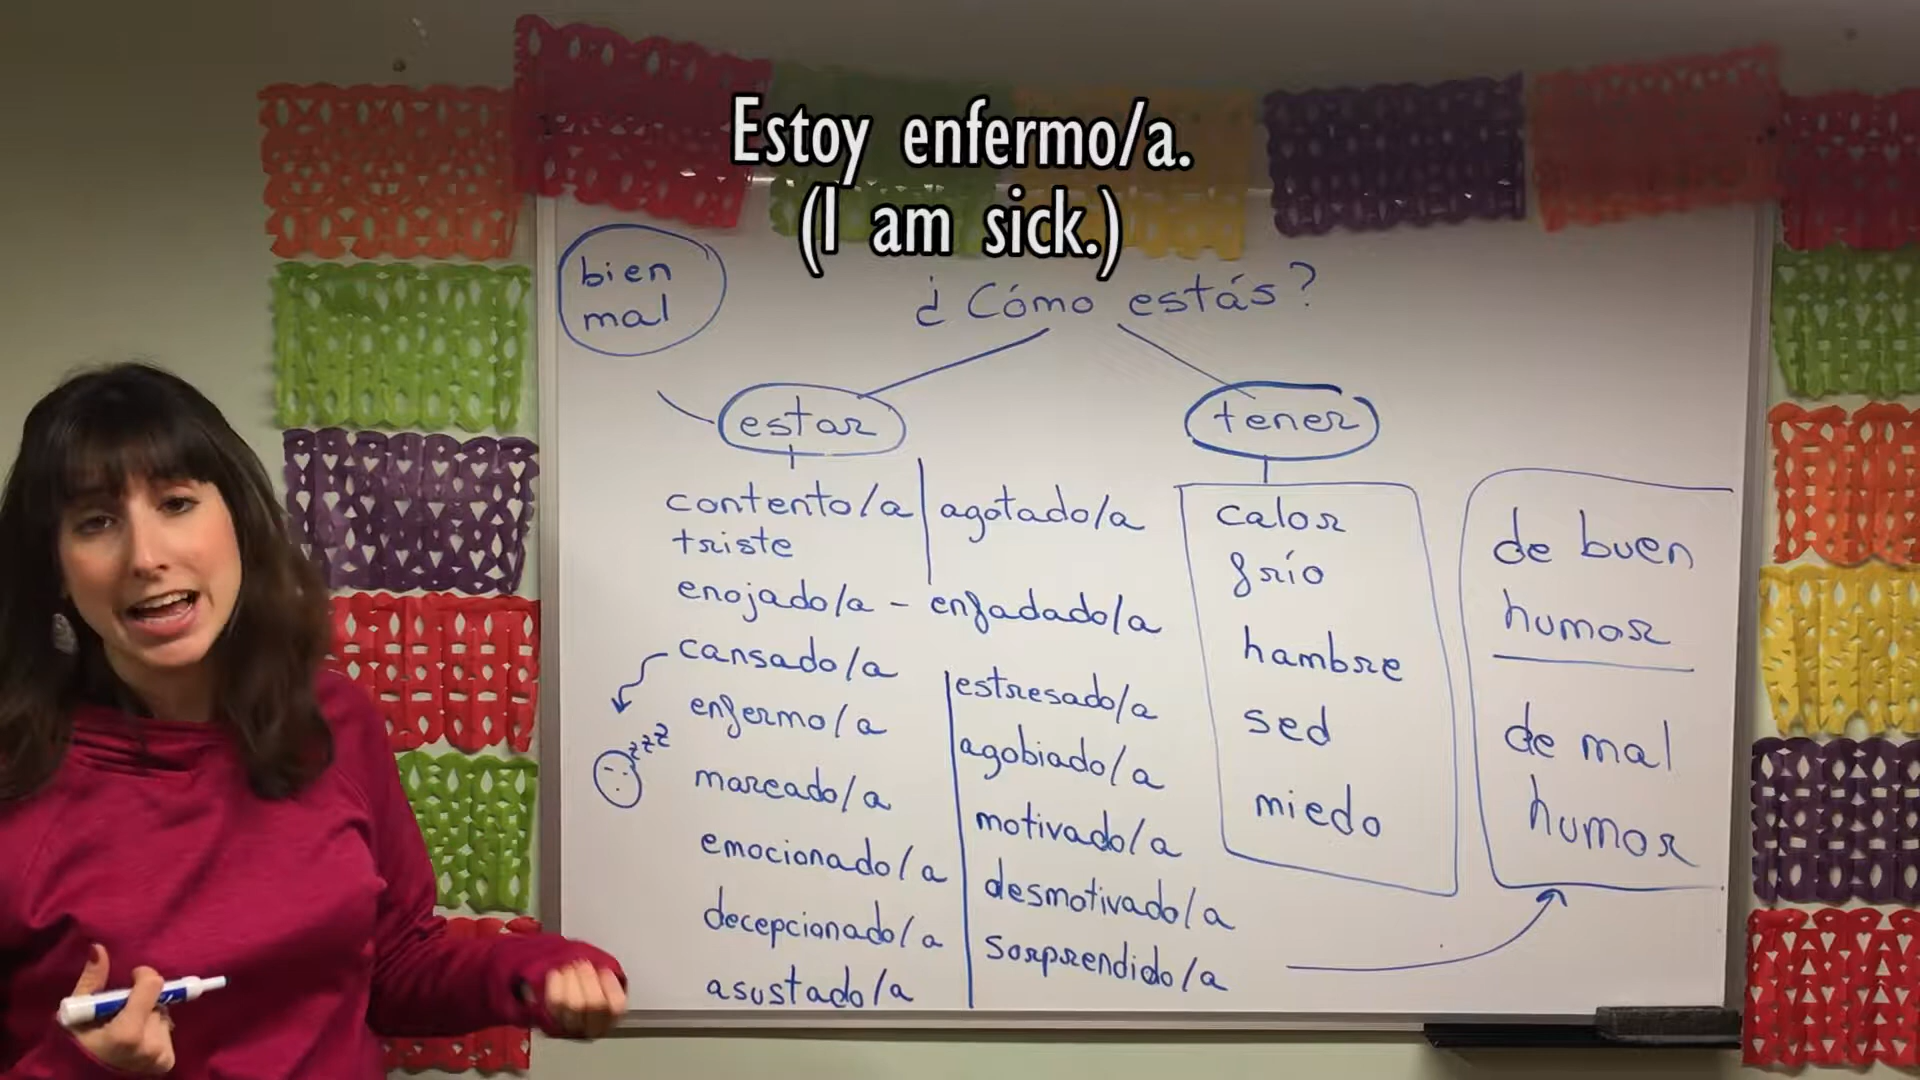 Estoy enfermo/a.
(I am sick.)
bien
mal
¿Cómo estás?
estar
tener
contento/a
agotado/a
triste
enojado/a - enfadado/a
cansado/a
enfermo/a
zzz
mareado/a
emocionado/a
decepcionado/a
asustado/a
estresado/a
agobiado/a
motivado/a
desmotivado/a
sorprendido/a
calor
frío
hambre
sed
miedo
de buen
humor
de mal
humor